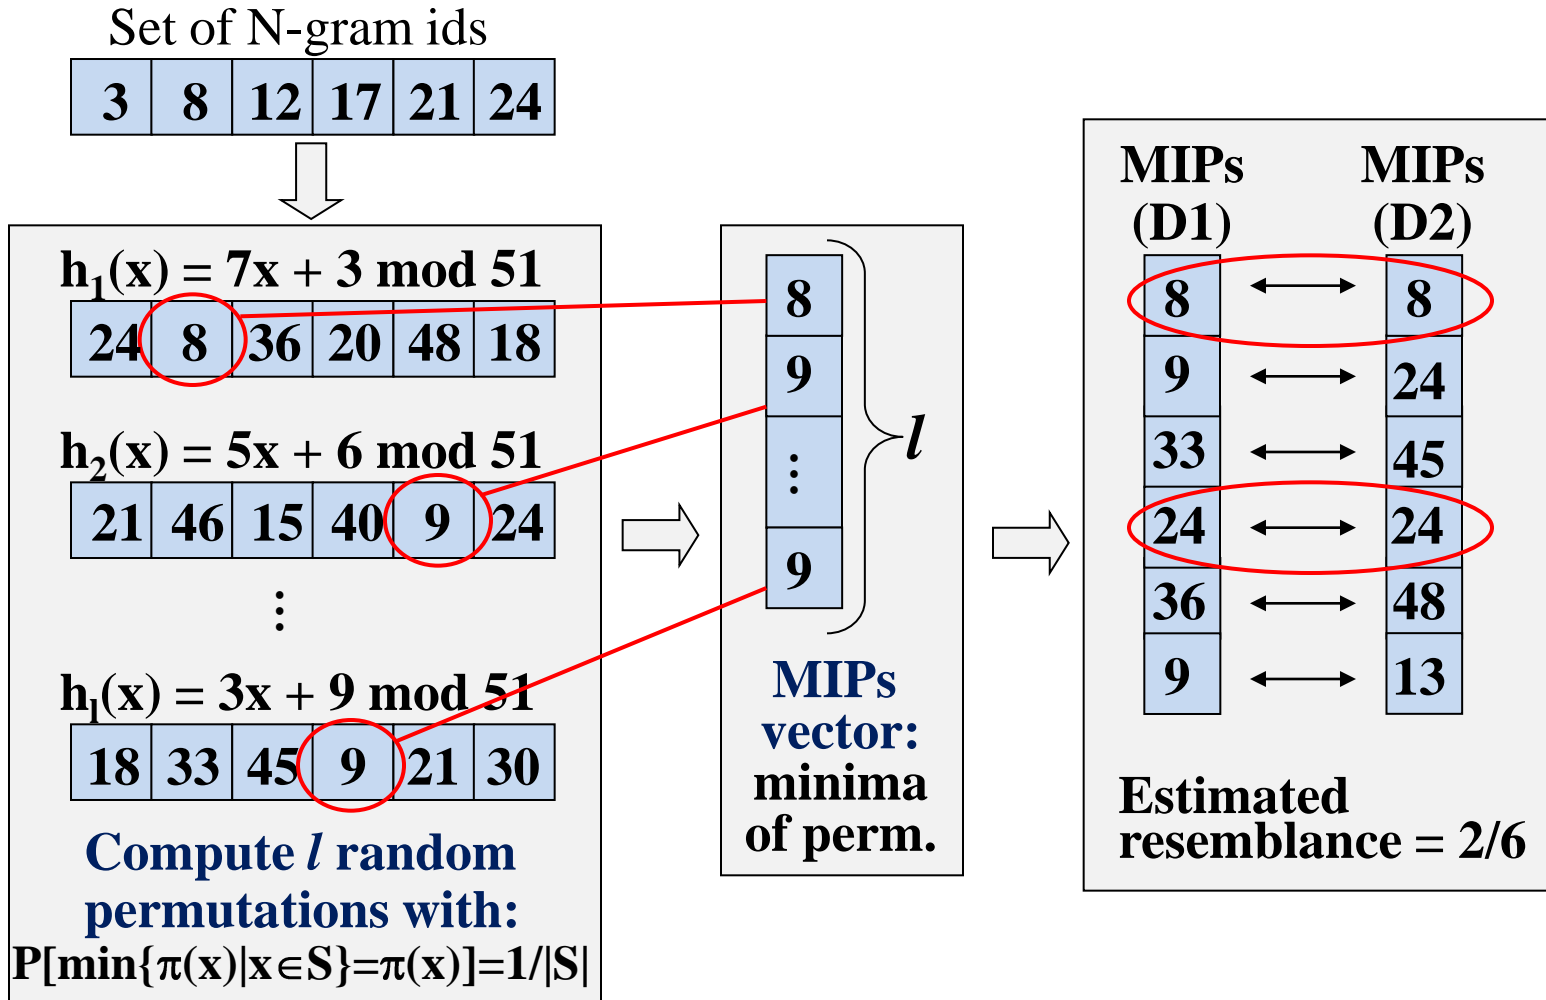 Set of N-gram ids
3 8 12 17 21 24
h1(x) = 7x + 3 mod 51
24 8 36 20 48 18
h2(x) = 5x + 6 mod 51
21 46 15 40 9 24
⋮
hl(x) = 3x + 9 mod 51
18 33 45 9 21 30
Compute l random
permutations with:
P[min{π(x)|x∈S}=π(x)]=1/|S|
8
9
⋮
9
l
MIPs
vector:
minima
of perm.
MIPs MIPs
(D1) (D2)
8 8
9 24
33 45
24 24
36 48
9 13
Estimated
resemblance = 2/6